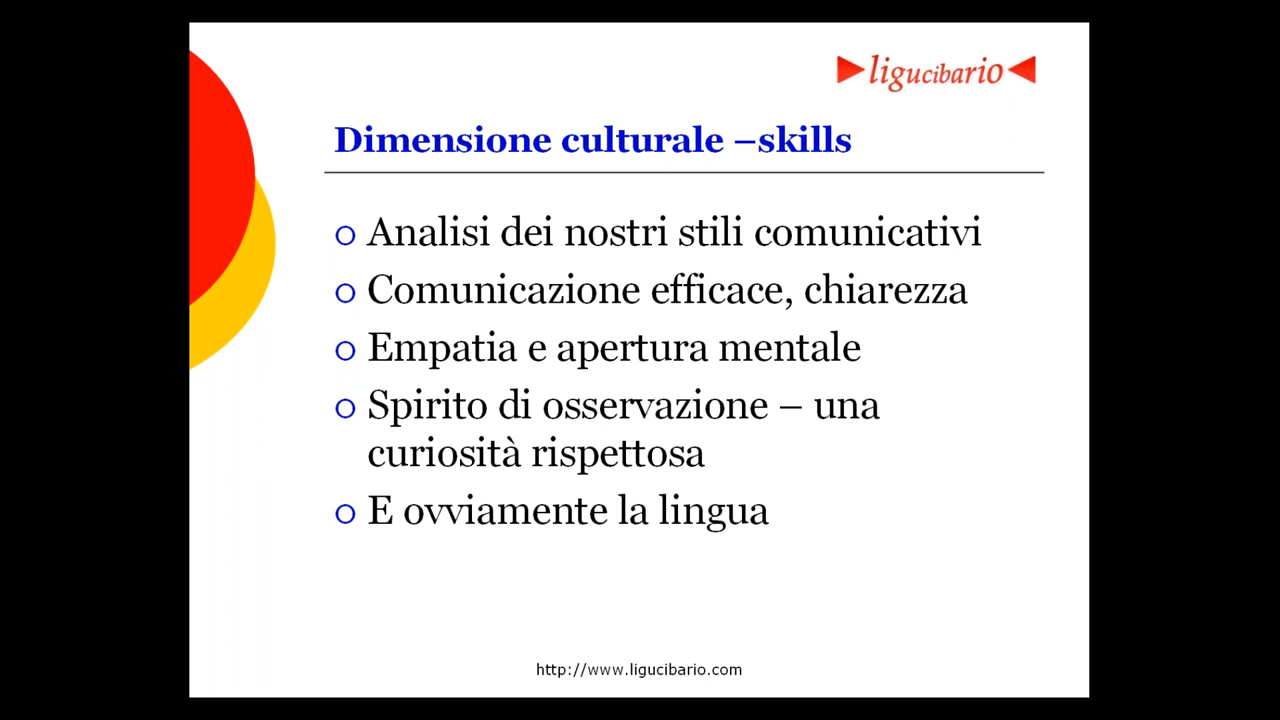 ligucibario
Dimensione culturale –skills
Analisi dei nostri stili comunicativi
Comunicazione efficace, chiarezza
Empatia e apertura mentale
Spirito di osservazione – una
curiosità rispettosa
E ovviamente la lingua
http://www.ligucibario.com